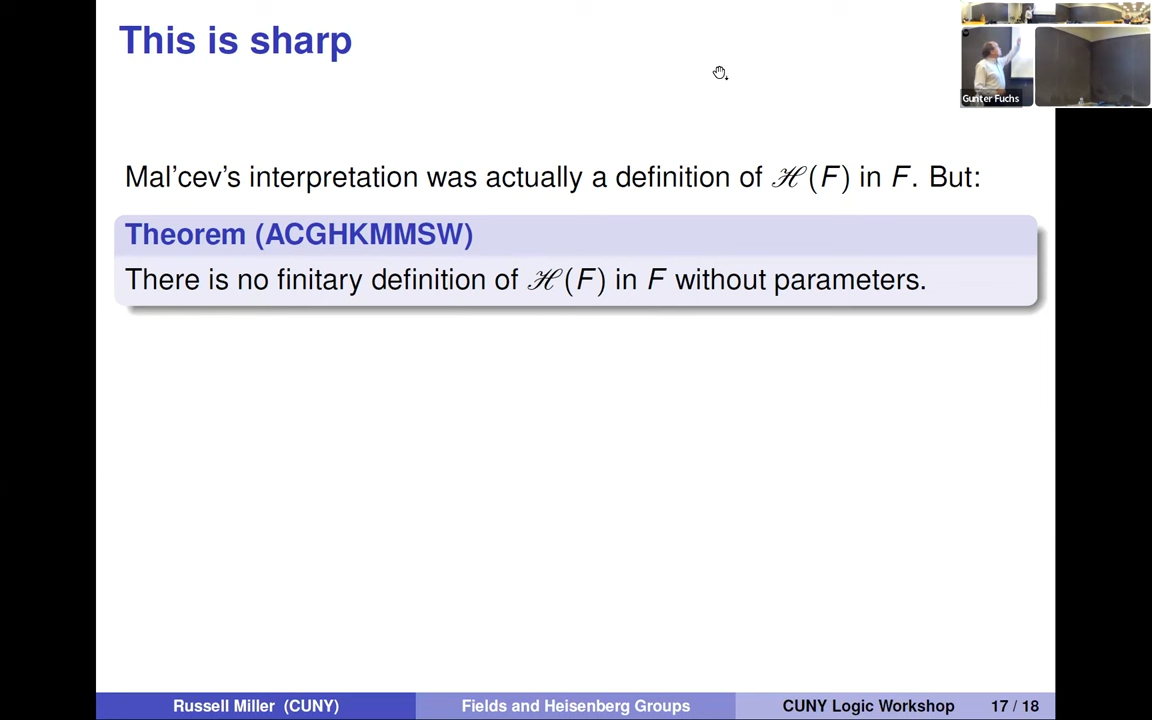 This is sharp
Gunter Fuchs
Mal'cev's interpretation was actually a definition of ℋ(F) in F. But:
Theorem (ACGHKMMSW)
There is no finitary definition of ℋ(F) in F without parameters.
Russell Miller (CUNY)
Fields and Heisenberg Groups
CUNY Logic Workshop
17 / 18